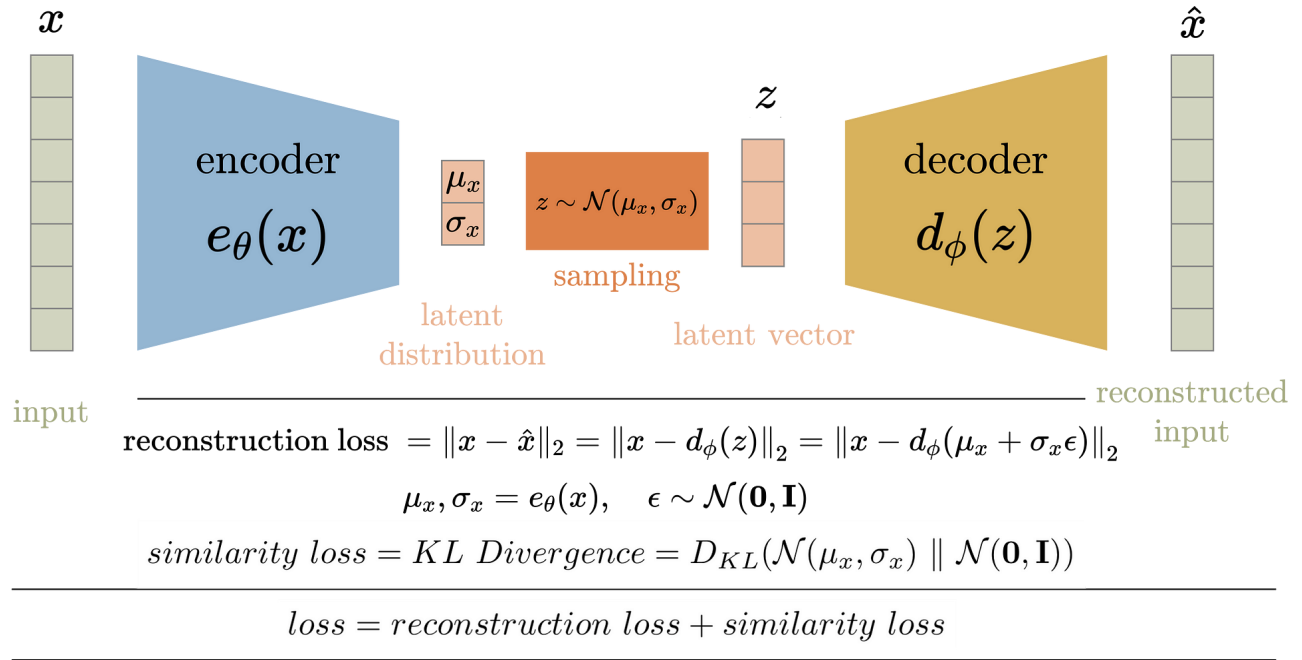 x
x̂
z
encoder
e_θ(x)
μ_x
σ_x
z ∼ 𝒩(μ_x, σ_x)
sampling
decoder
d_ϕ(z)
latent
distribution
latent vector
input
reconstructed
input
reconstruction loss = ‖x − x̂‖₂ = ‖x − d_ϕ(z)‖₂ = ‖x − d_ϕ(μ_x + σ_xϵ)‖₂
μ_x, σ_x = e_θ(x), ϵ ∼ 𝒩(𝟎, 𝐈)
similarity loss = KL Divergence = D_{KL}(𝒩(μ_x, σ_x) ‖ 𝒩(𝟎, 𝐈))
loss = reconstruction loss + similarity loss